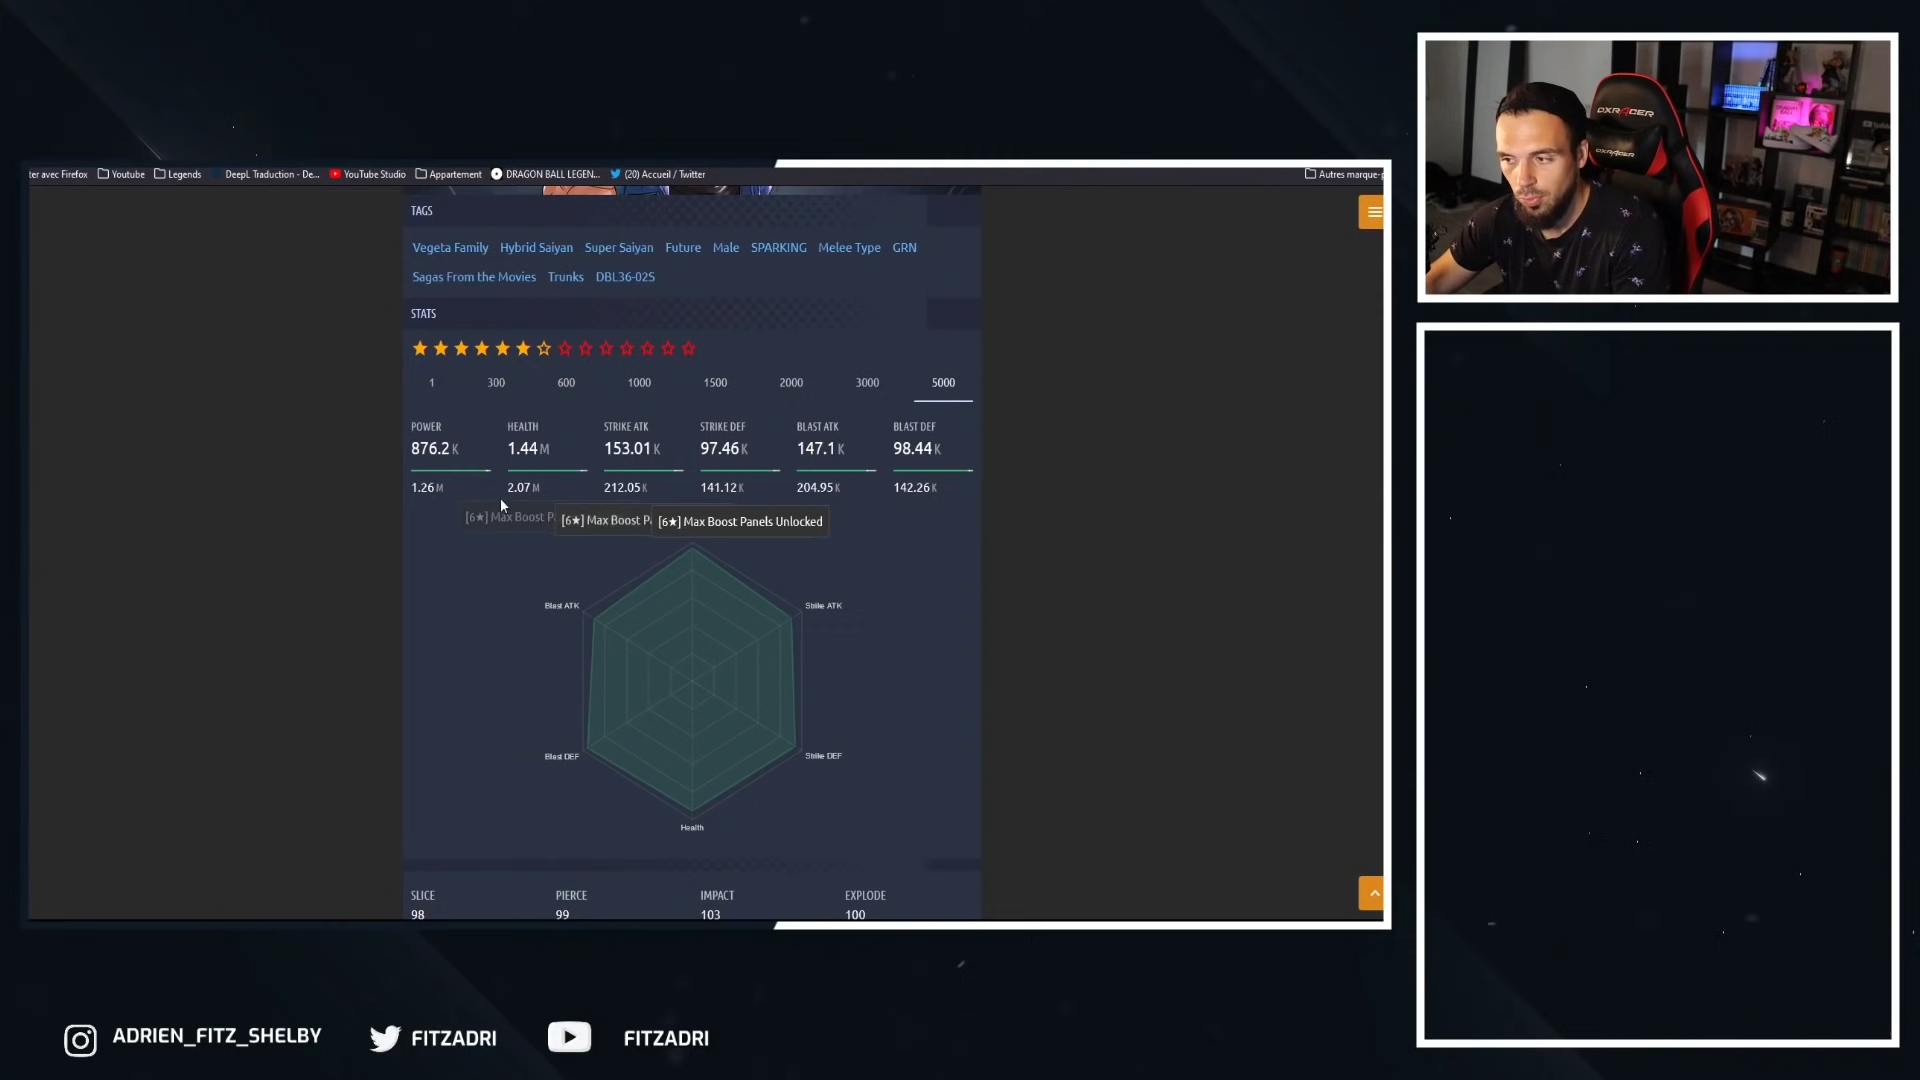 ter avec Firefox Youtube Legends DeepL Traduction - De... YouTube Studio Appartement DRAGON BALL LEGEN... (20) Accueil / Twitter Autres marque-p
TAGS
Vegeta Family Hybrid Saiyan Super Saiyan Future Male SPARKING Melee Type GRN
Sagas From the Movies Trunks DBL36-02S
STATS
1 300 600 1000 1500 2000 3000 5000
POWER HEALTH STRIKE ATK STRIKE DEF BLAST ATK BLAST DEF
876.2 K 1.44 M 153.01 K 97.46 K 147.1 K 98.44 K
1.26 M 2.07 M 212.05 K 141.12 K 204.95 K 142.26 K
[6★] Max Boost P [6★] Max Boost P [6★] Max Boost Panels Unlocked
Blast ATK Strike ATK
Blast DEF Strike DEF
Health
SLICE PIERCE IMPACT EXPLODE
98 99 103 100
DXRACER
DXRACER
ADRIEN_FITZ_SHELBY FITZADRI FITZADRI